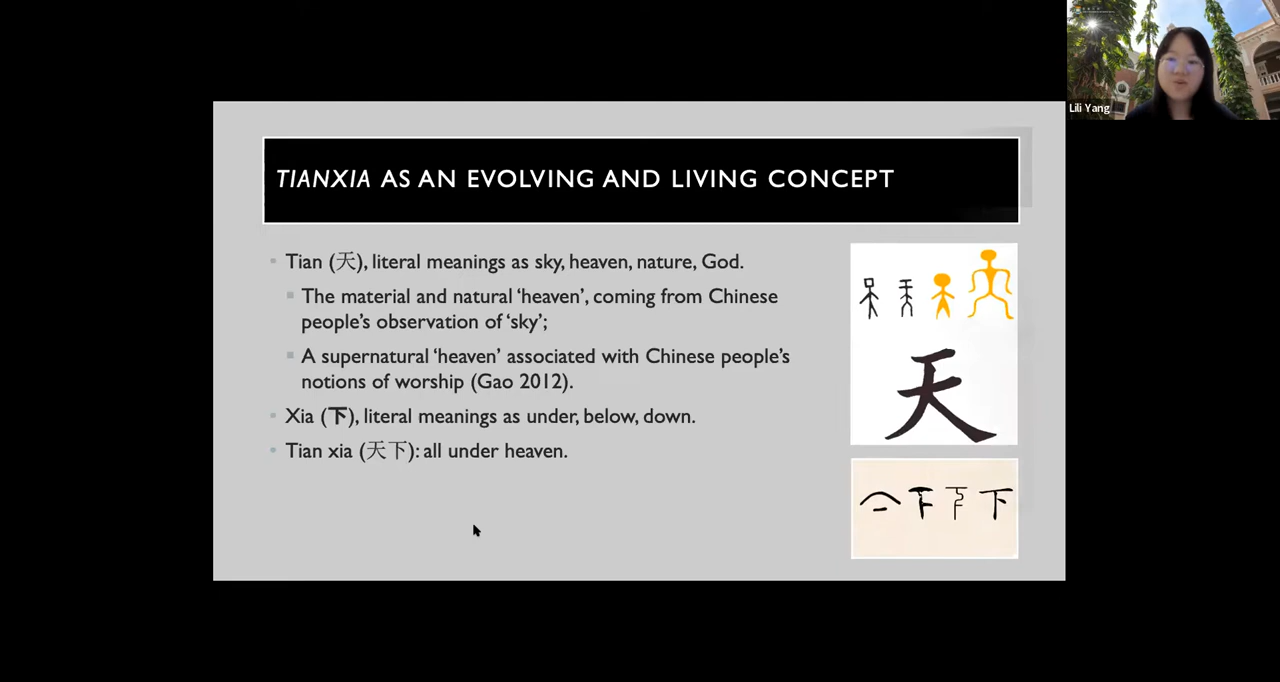 Lili Yang
TIANXIA AS AN EVOLVING AND LIVING CONCEPT
• Tian (天), literal meanings as sky, heaven, nature, God.
▪ The material and natural ‘heaven’, coming from Chinese
people’s observation of ‘sky’;
▪ A supernatural ‘heaven’ associated with Chinese people’s
notions of worship (Gao 2012).
• Xia (下), literal meanings as under, below, down.
• Tian xia (天下): all under heaven.
天
下